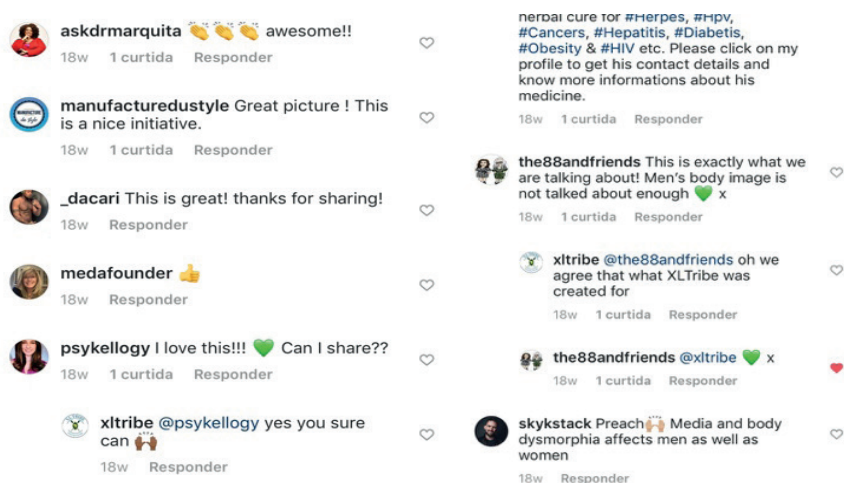 askdrmarquita 👏👏👏 awesome!!
18w 1 curtida Responder
manufacturedustyle Great picture ! This
is a nice initiative.
18w 1 curtida Responder
_dacari This is great! thanks for sharing!
18w Responder
medafounder 👍
18w Responder
psykellogy I love this!!! 💚 Can I share??
18w 1 curtida Responder
xltribe @psykellogy yes you sure
can 🙌🏾
18w Responder
herbal cure for #Herpes, #Hpv,
#Cancers, #Hepatitis, #Diabetis,
#Obesity & #HIV etc. Please click on my
profile to get his contact details and
know more informations about his
medicine.
18w 1 curtida Responder
the88andfriends This is exactly what we
are talking about! Men's body image is
not talked about enough 💚 x
18w 1 curtida Responder
xltribe @the88andfriends oh we
agree that what XLTribe was
created for
18w 1 curtida Responder
the88andfriends @xltribe 💚 x
18w 1 curtida Responder
skykstack Preach🙌🏼 Media and body
dysmorphia affects men as well as
women
18w Responder